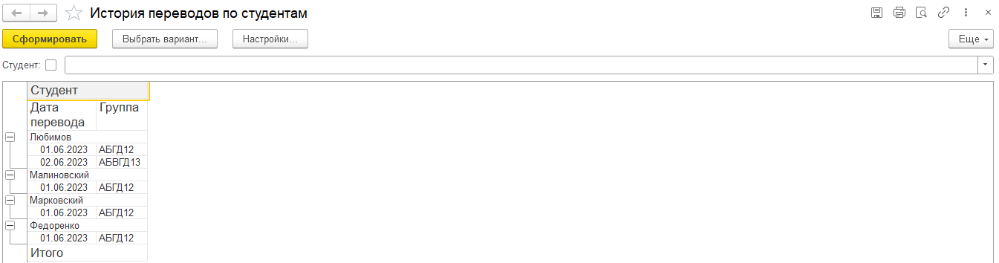 История переводов по студентам
Сформировать Выбрать вариант... Настройки... Еще
Студент:
Студент
Дата перевода Группа
Любимов
01.06.2023 АБГД12
02.06.2023 АБВГД13
Малиновский
01.06.2023 АБГД12
Марковский
01.06.2023 АБГД12
Федоренко
01.06.2023 АБГД12
Итого